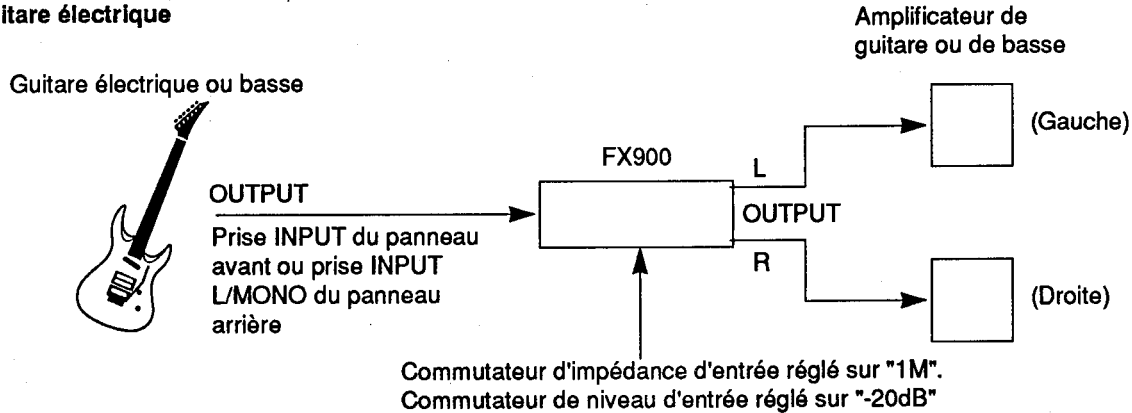 itare électrique
Amplificateur de
guitare ou de basse
Guitare électrique ou basse
(Gauche)
FX900
L
OUTPUT
OUTPUT
Prise INPUT du panneau
avant ou prise INPUT
L/MONO du panneau
arrière
R
(Droite)
Commutateur d'impédance d'entrée réglé sur "1M".
Commutateur de niveau d'entrée réglé sur "-20dB"